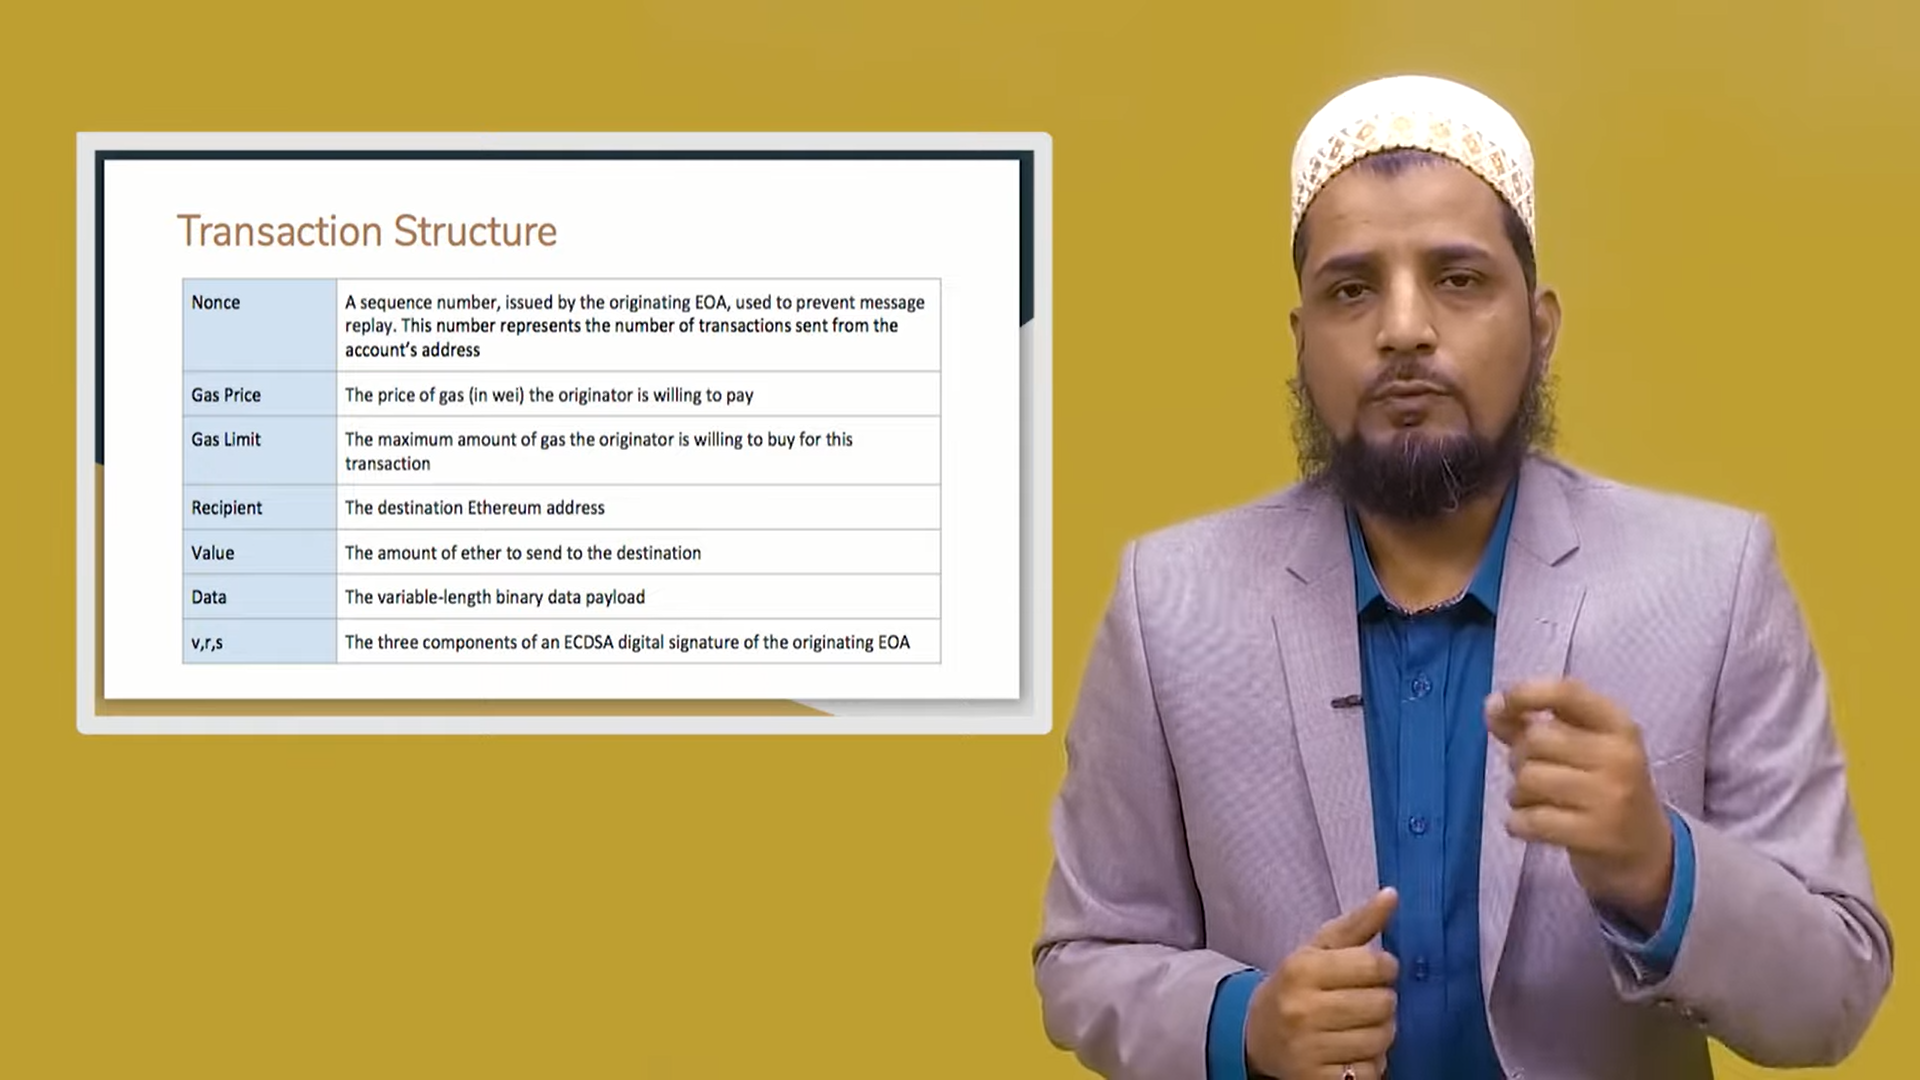 Transaction Structure
Nonce
A sequence number, issued by the originating EOA, used to prevent message
replay. This number represents the number of transactions sent from the
account's address
Gas Price
The price of gas (in wei) the originator is willing to pay
Gas Limit
The maximum amount of gas the originator is willing to buy for this
transaction
Recipient
The destination Ethereum address
Value
The amount of ether to send to the destination
Data
The variable-length binary data payload
v,r,s
The three components of an ECDSA digital signature of the originating EOA